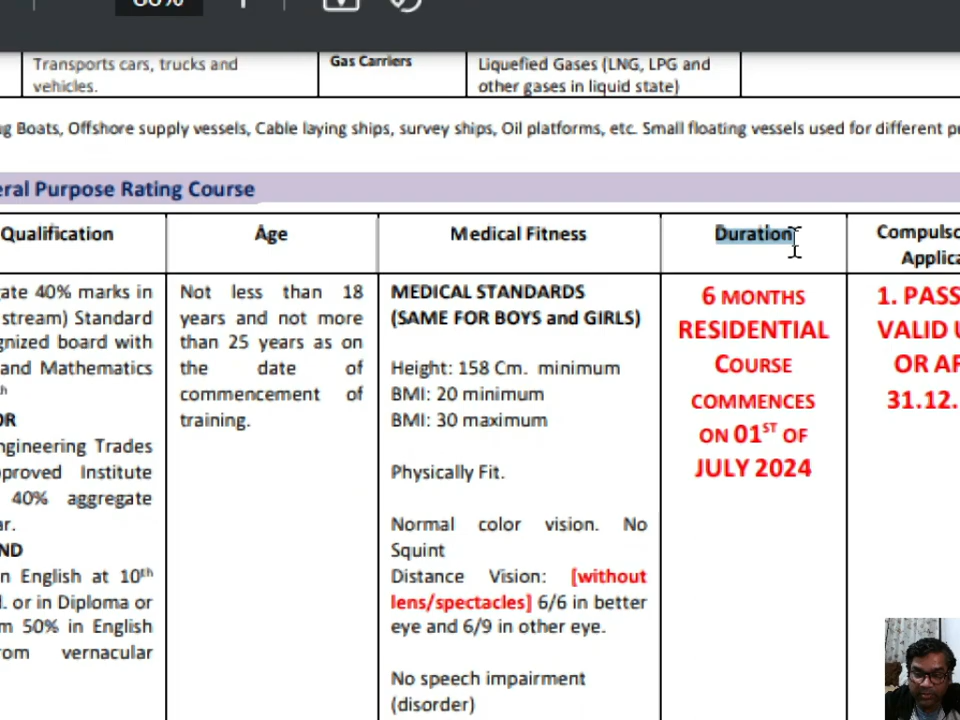 Transports cars, trucks and
vehicles.
Gas Carriers
Liquefied Gases (LNG, LPG and
other gases in liquid state)
Boats, Offshore supply vessels, Cable laying ships, survey ships, Oil platforms, etc. Small floating vessels used for different
eral Purpose Rating Course
Qualification
Age
Medical Fitness
Duration
Compulso
Applica
gate 40% marks in
stream) Standard
gnized board with
and Mathematics
th
OR
ngineering Trades
pproved Institute
40% aggregate
ar.
ND
n English at 10th
l. or in Diploma or
m 50% in English
rom vernacular
Not less than 18
years and not more
than 25 years as on
the date of
commencement of
training.
MEDICAL STANDARDS
(SAME FOR BOYS and GIRLS)
Height: 158 Cm. minimum
BMI: 20 minimum
BMI: 30 maximum
Physically Fit.
Normal color vision. No
Squint
Distance Vision: [without
lens/spectacles] 6/6 in better
eye and 6/9 in other eye.
No speech impairment
(disorder)
6 MONTHS
RESIDENTIAL
COURSE
COMMENCES
ON 01ST OF
JULY 2024
1. PASS
VALID U
OR AF
31.12.